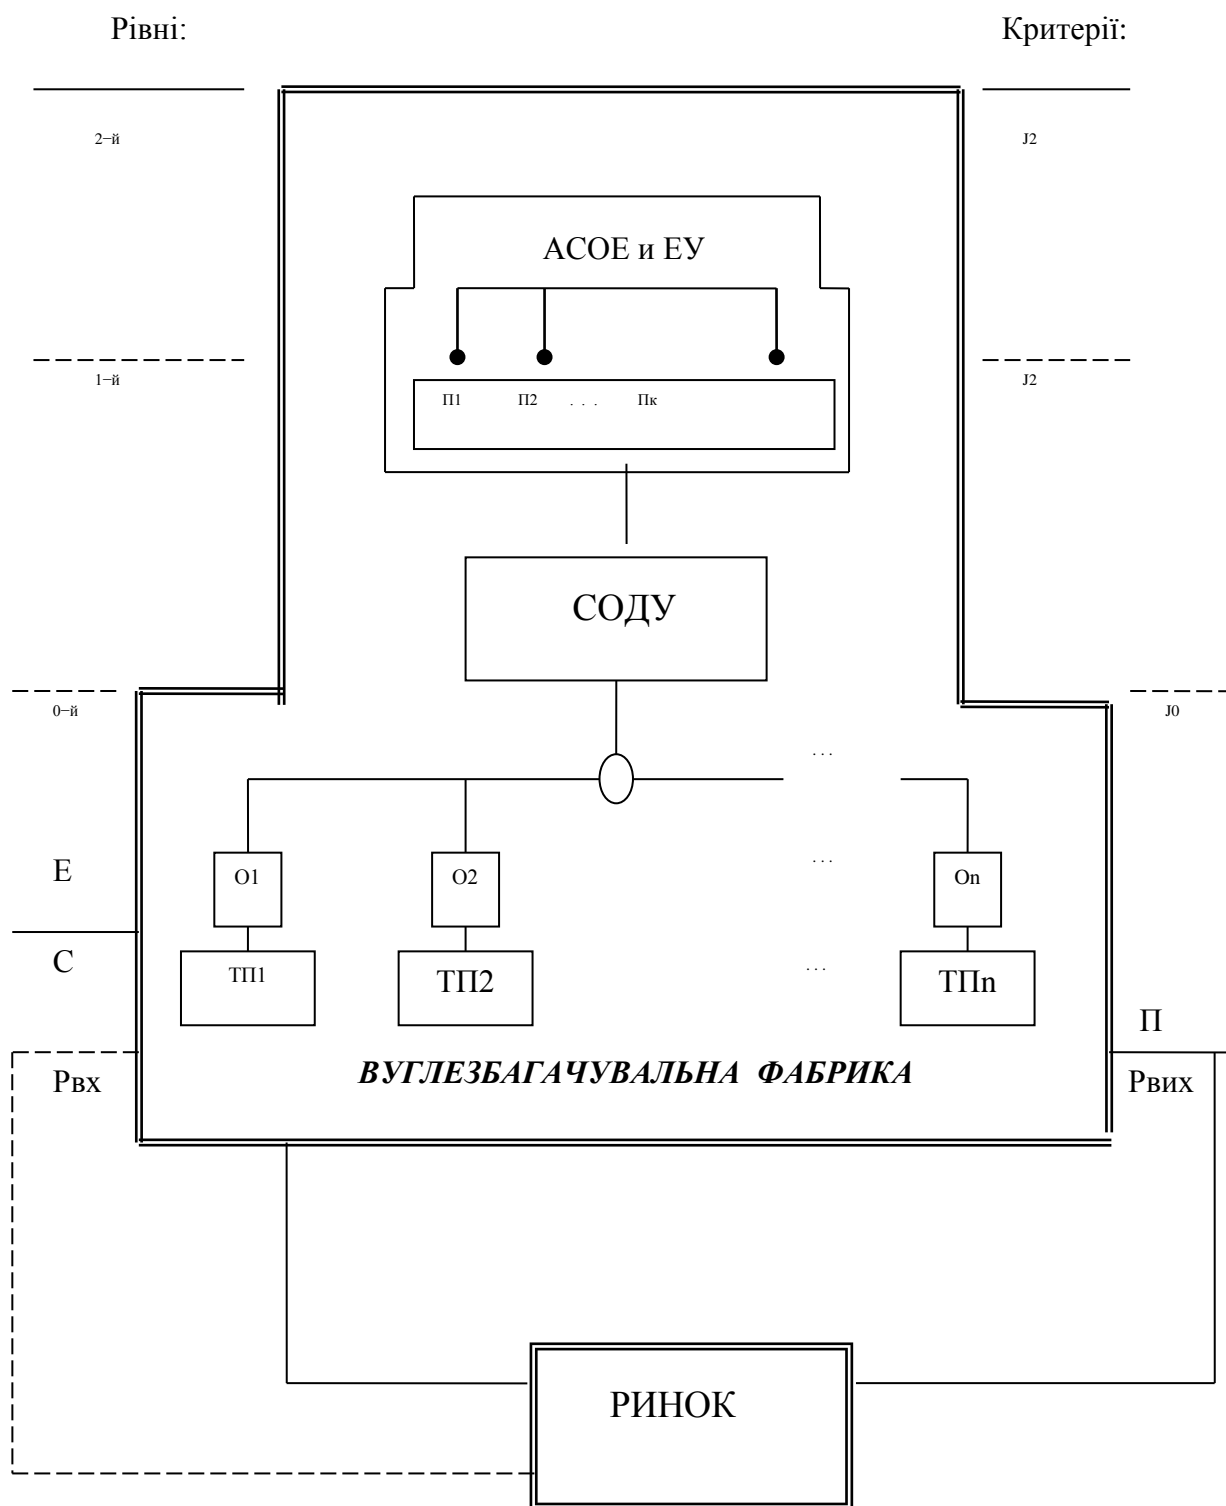 Рівні: Критерії:
2−й J2
АСОЕ и ЕУ
1−й J2
П1 П2 . . . Пк
СОДУ
0−й J0
. . .
Е
О1 О2 . . . Оn
С
ТП1 ТП2 . . . ТПn
П
Рвх ВУГЛЕЗБАГАЧУВАЛЬНА ФАБРИКА Рвих
РИНОК